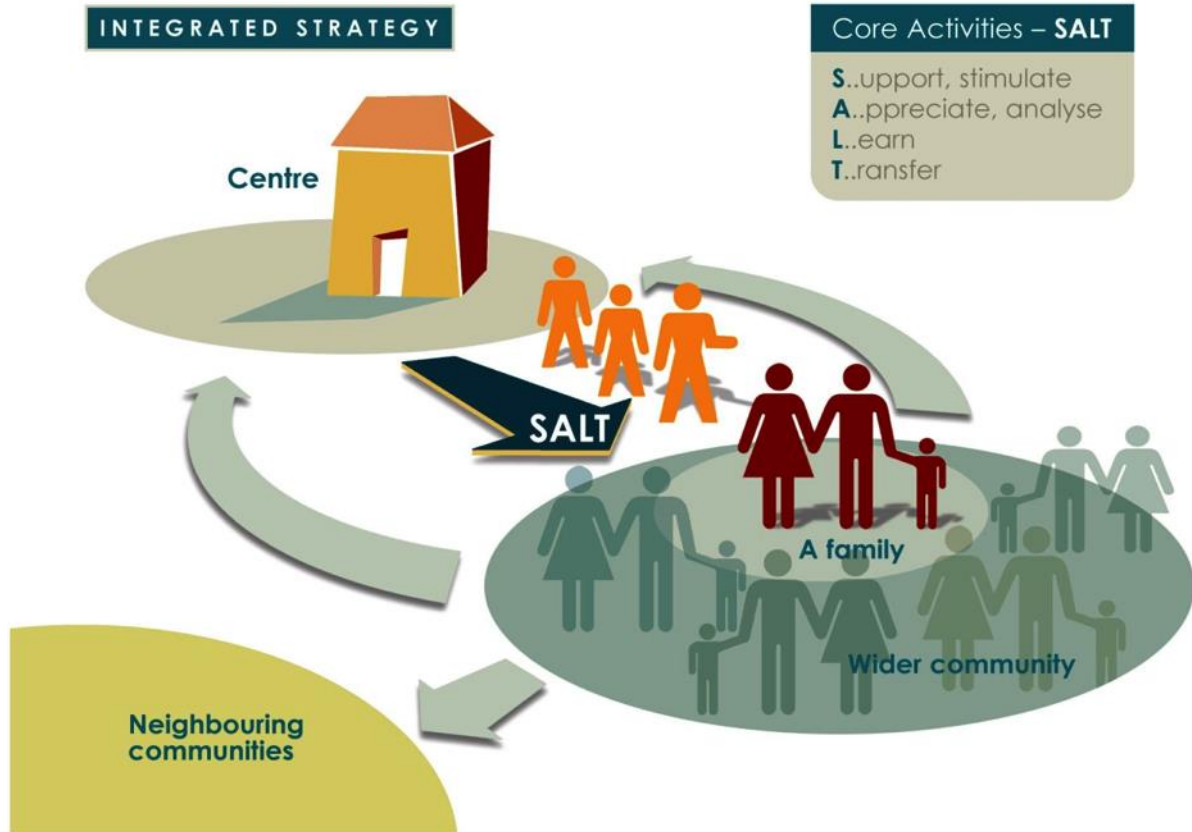 INTEGRATED STRATEGY
Core Activities – SALT
S..upport, stimulate
A..ppreciate, analyse
L..earn
T..ransfer
Centre
SALT
A family
Wider community
Neighbouring
communities